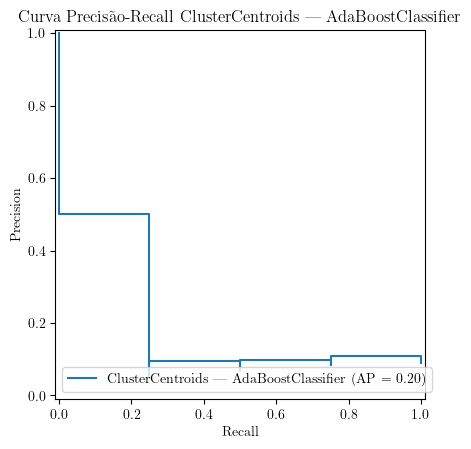 Curva Precisão-Recall ClusterCentroids — AdaBoostClassifier
1.0
0.8
0.6
0.4
0.2
0.0
Precision
ClusterCentroids — AdaBoostClassifier (AP = 0.20)
0.0 0.2 0.4 0.6 0.8 1.0
Recall